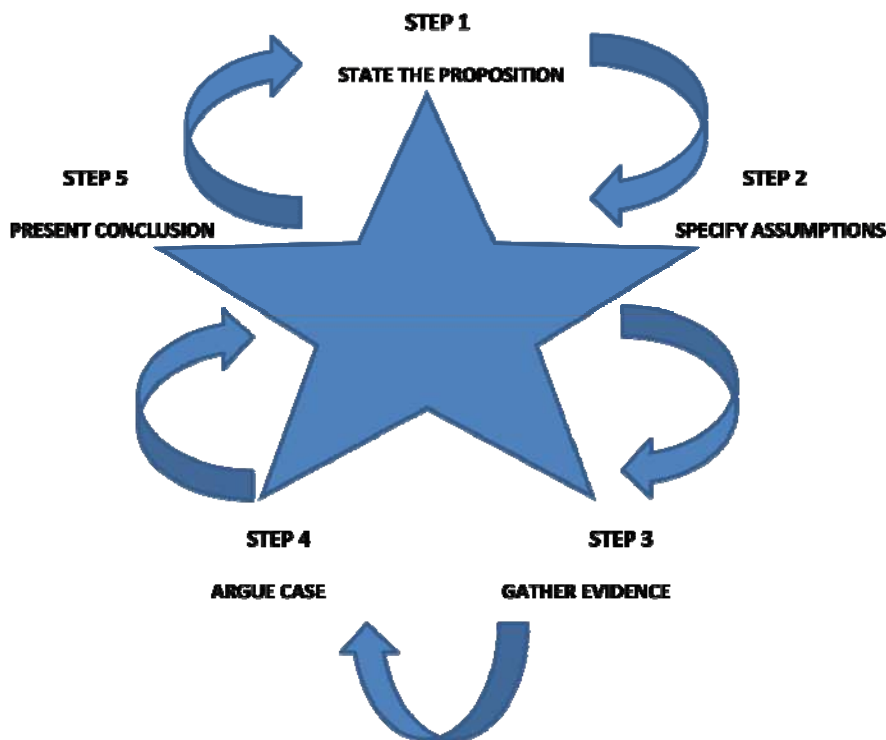 STEP 1
STATE THE PROPOSITION
STEP 2
SPECIFY ASSUMPTIONS
STEP 3
GATHER EVIDENCE
STEP 4
ARGUE CASE
STEP 5
PRESENT CONCLUSION